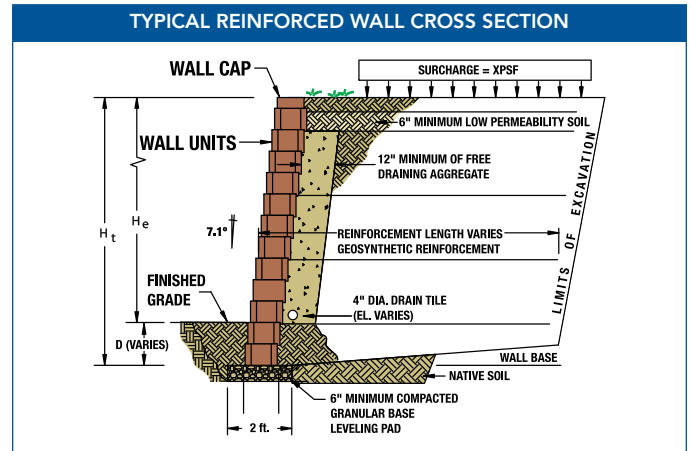 TYPICAL REINFORCED WALL CROSS SECTION
WALL CAP
SURCHARGE = XPSF
6" MINIMUM LOW PERMEABILITY SOIL
WALL UNITS
12" MINIMUM OF FREE
DRAINING AGGREGATE
Ht
He
7.1°
REINFORCEMENT LENGTH VARIES
GEOSYNTHETIC REINFORCEMENT
LIMITS OF EXCAVATION
FINISHED
GRADE
4" DIA. DRAIN TILE
(EL. VARIES)
D (VARIES)
WALL BASE
NATIVE SOIL
6" MINIMUM COMPACTED
GRANULAR BASE
LEVELING PAD
2 ft.